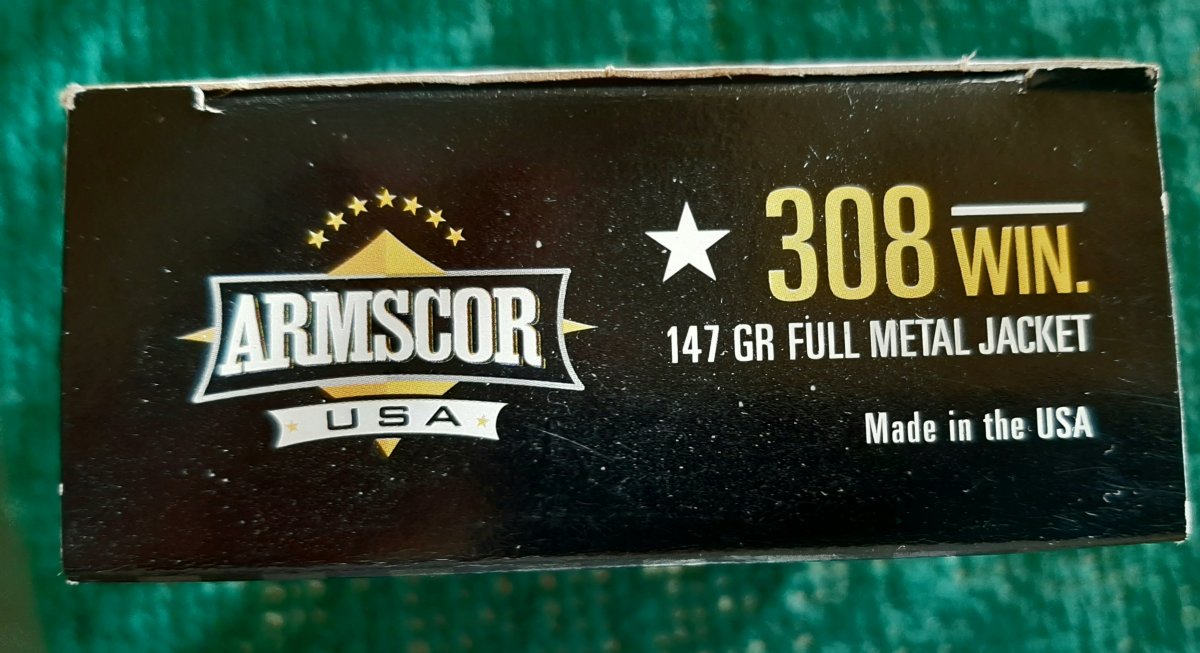 ARMSCOR
USA
308 WIN.
147 GR FULL METAL JACKET
Made in the USA